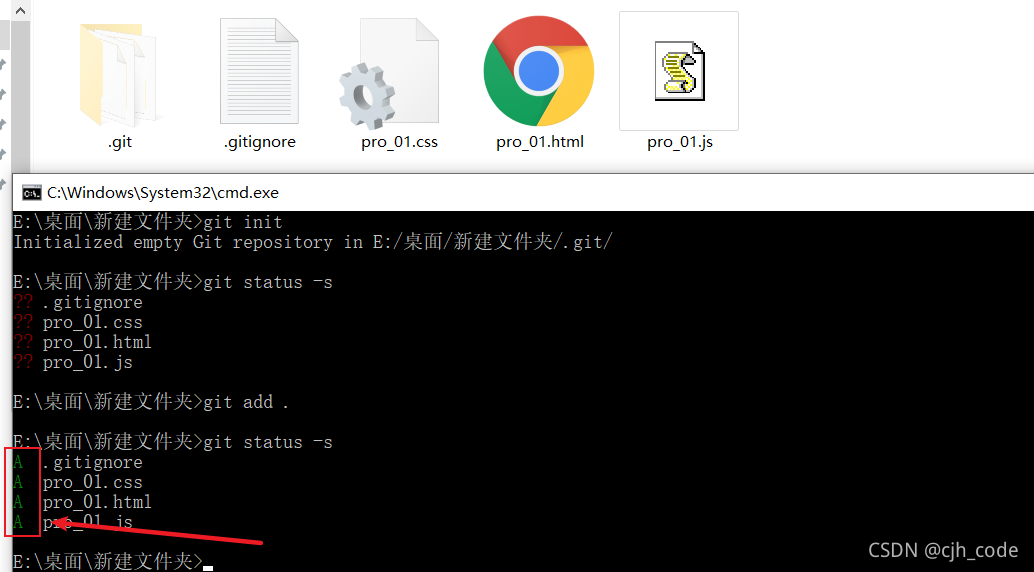 .git
.gitignore
pro_01.css
pro_01.html
pro_01.js
C:\Windows\System32\cmd.exe
E:\桌面\新建文件夹>git init
Initialized empty Git repository in E:/桌面/新建文件夹/.git/
E:\桌面\新建文件夹>git status -s
?? .gitignore
?? pro_01.css
?? pro_01.html
?? pro_01.js
E:\桌面\新建文件夹>git add .
E:\桌面\新建文件夹>git status -s
A  .gitignore
A  pro_01.css
A  pro_01.html
A  pro_01.js
E:\桌面\新建文件夹>
CSDN @cjh_code